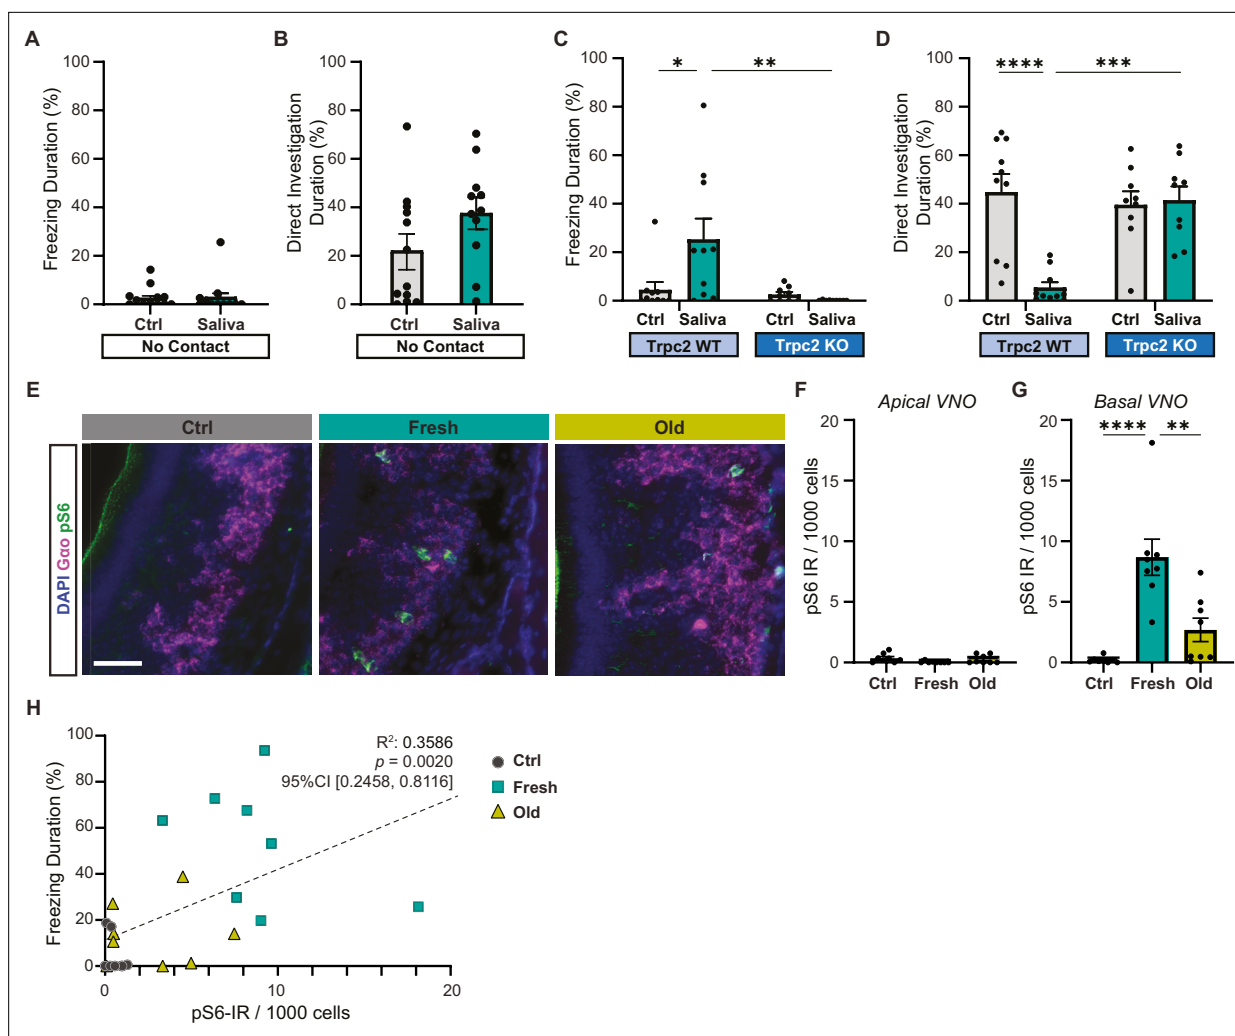 A
Freezing Duration (%)
100
80
60
40
20
0
Ctrl Saliva
No Contact
B
Direct Investigation
Duration (%)
100
80
60
40
20
0
Ctrl Saliva
No Contact
C
Freezing Duration (%)
100
80
60
40
20
0
* **
Ctrl Saliva Ctrl Saliva
Trpc2 WT Trpc2 KO
D
Direct Investigation
Duration (%)
100
80
60
40
20
0
**** ***
Ctrl Saliva Ctrl Saliva
Trpc2 WT Trpc2 KO
E
DAPI Gαo pS6
Ctrl Fresh Old
F
Apical VNO
pS6 IR / 1000 cells
20
15
10
5
0
Ctrl Fresh Old
G
Basal VNO
pS6 IR / 1000 cells
20
15
10
5
0
**** **
Ctrl Fresh Old
H
Freezing Duration (%)
100
80
60
40
20
0
R²: 0.3586
p = 0.0020
95%CI [0.2458, 0.8116]
Ctrl
Fresh
Old
0 10 20
pS6-IR / 1000 cells